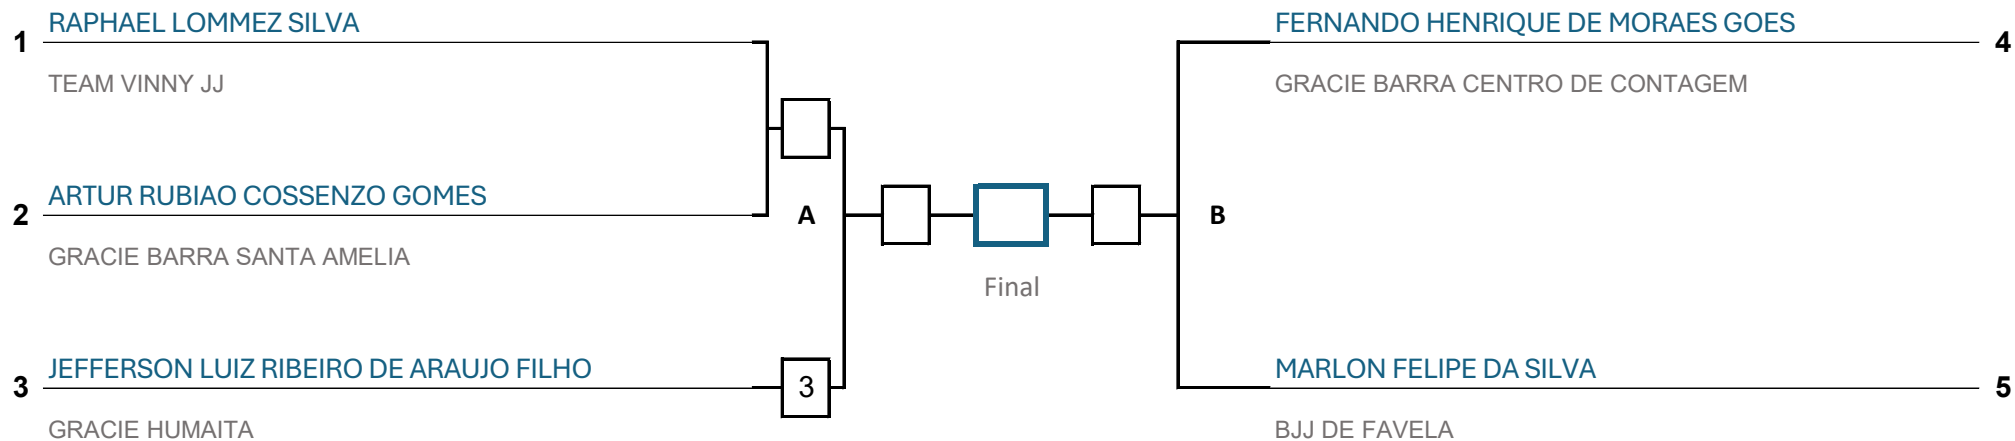 1
RAPHAEL LOMMEZ SILVA
TEAM VINNY JJ
2
ARTUR RUBIAO COSSENZO GOMES
GRACIE BARRA SANTA AMELIA
3
JEFFERSON LUIZ RIBEIRO DE ARAUJO FILHO
GRACIE HUMAITA
3
A
Final
B
FERNANDO HENRIQUE DE MORAES GOES
4
GRACIE BARRA CENTRO DE CONTAGEM
MARLON FELIPE DA SILVA
5
BJJ DE FAVELA